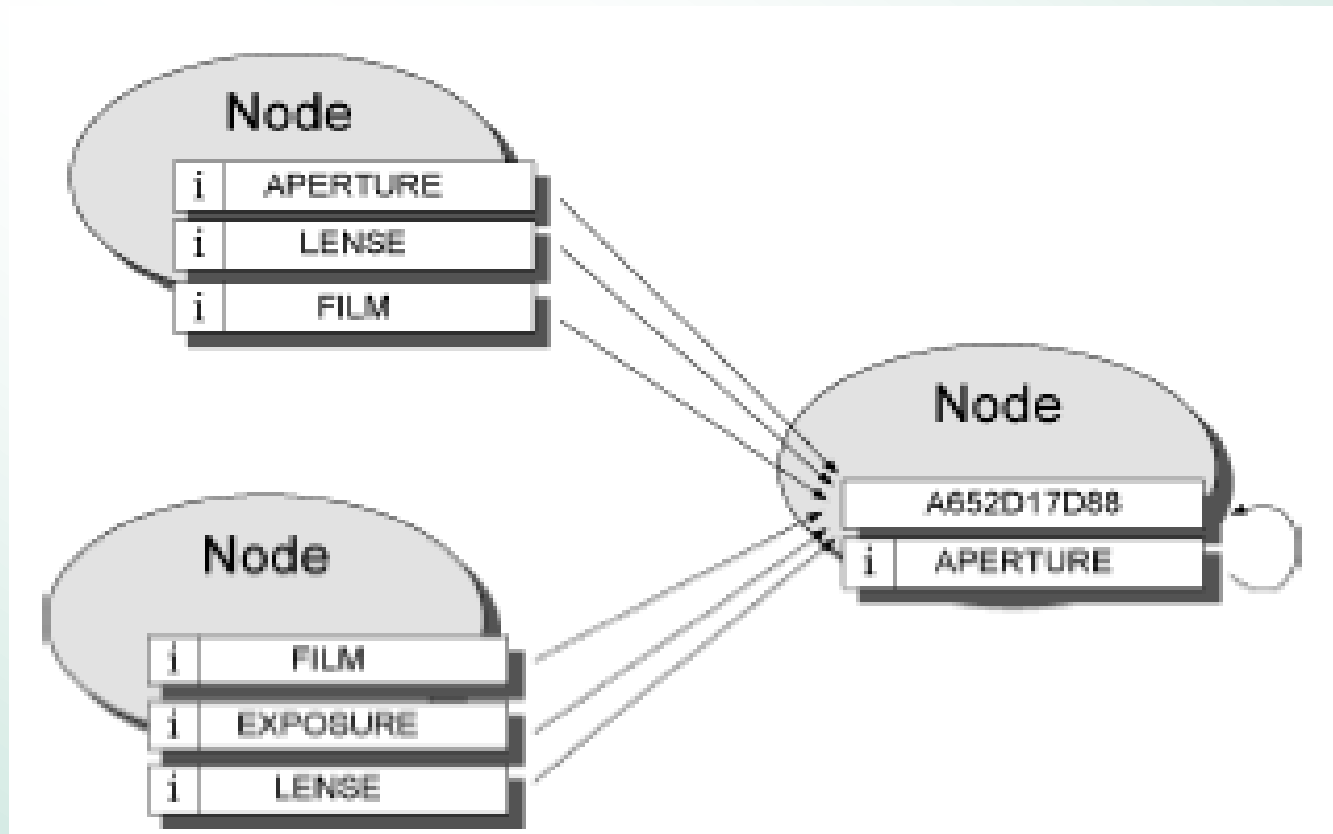 Node
i APERTURE
i LENSE
i FILM
Node
A652D17D88
i APERTURE
Node
i FILM
i EXPOSURE
i LENSE